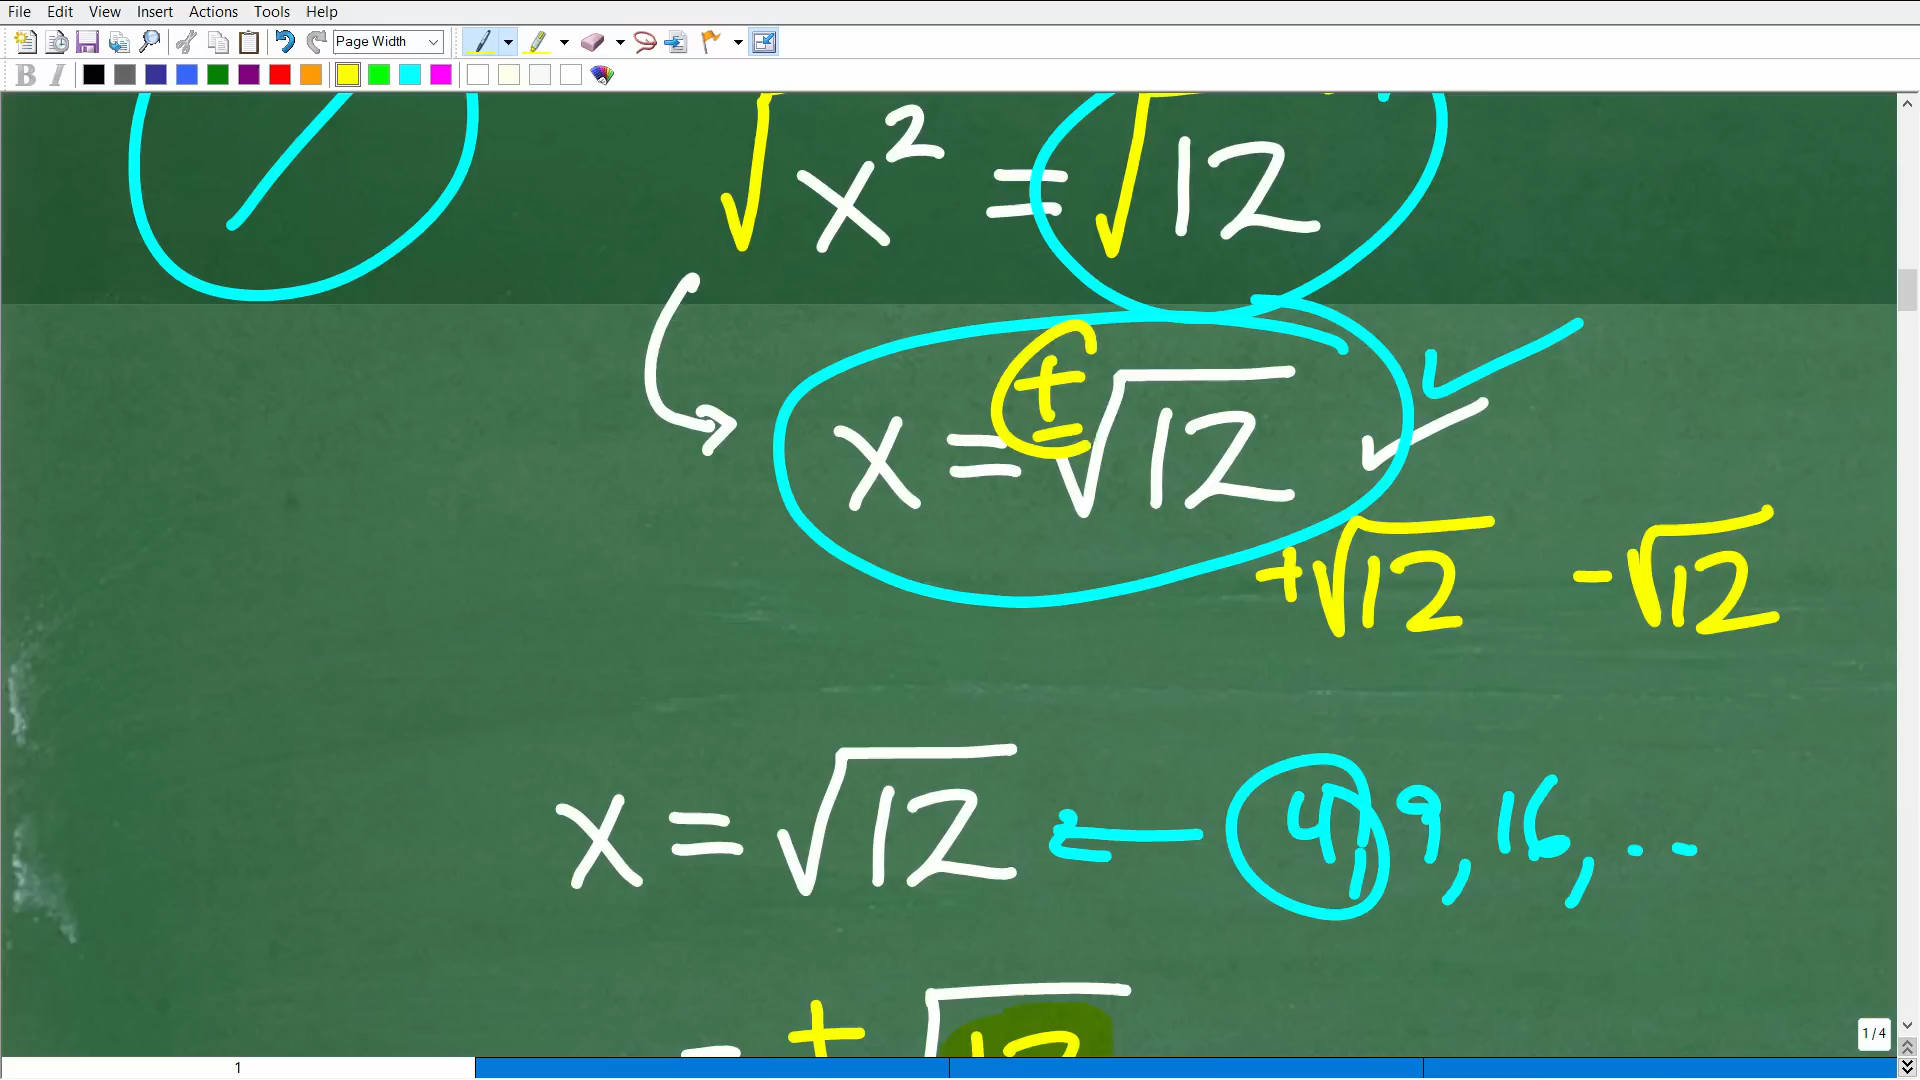 File Edit View Insert Actions Tools Help
Page Width
B I
√x² = √12
x = ±√12
+√12 -√12
x = √12 ← 4, 9, 16, ...
= + √12
1/4
1